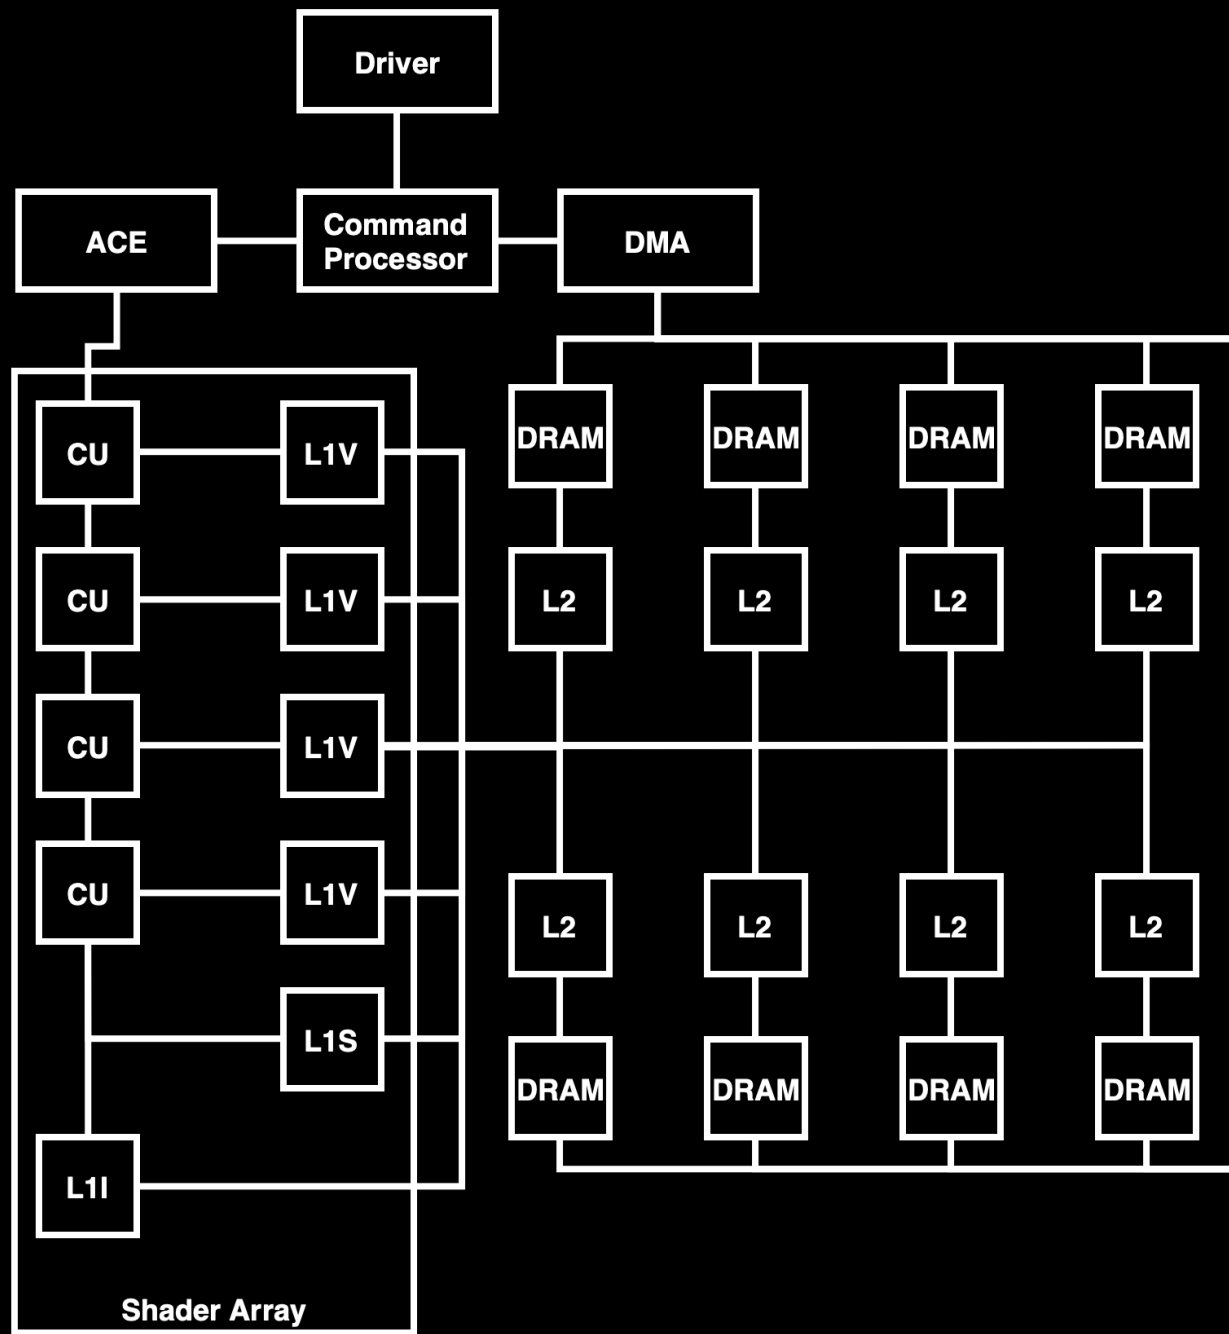 Driver
ACE
Command
Processor
DMA
CU
L1V
DRAM
DRAM
DRAM
DRAM
CU
L1V
L2
L2
L2
L2
CU
L1V
CU
L1V
L2
L2
L2
L2
L1S
DRAM
DRAM
DRAM
DRAM
L1I
Shader Array